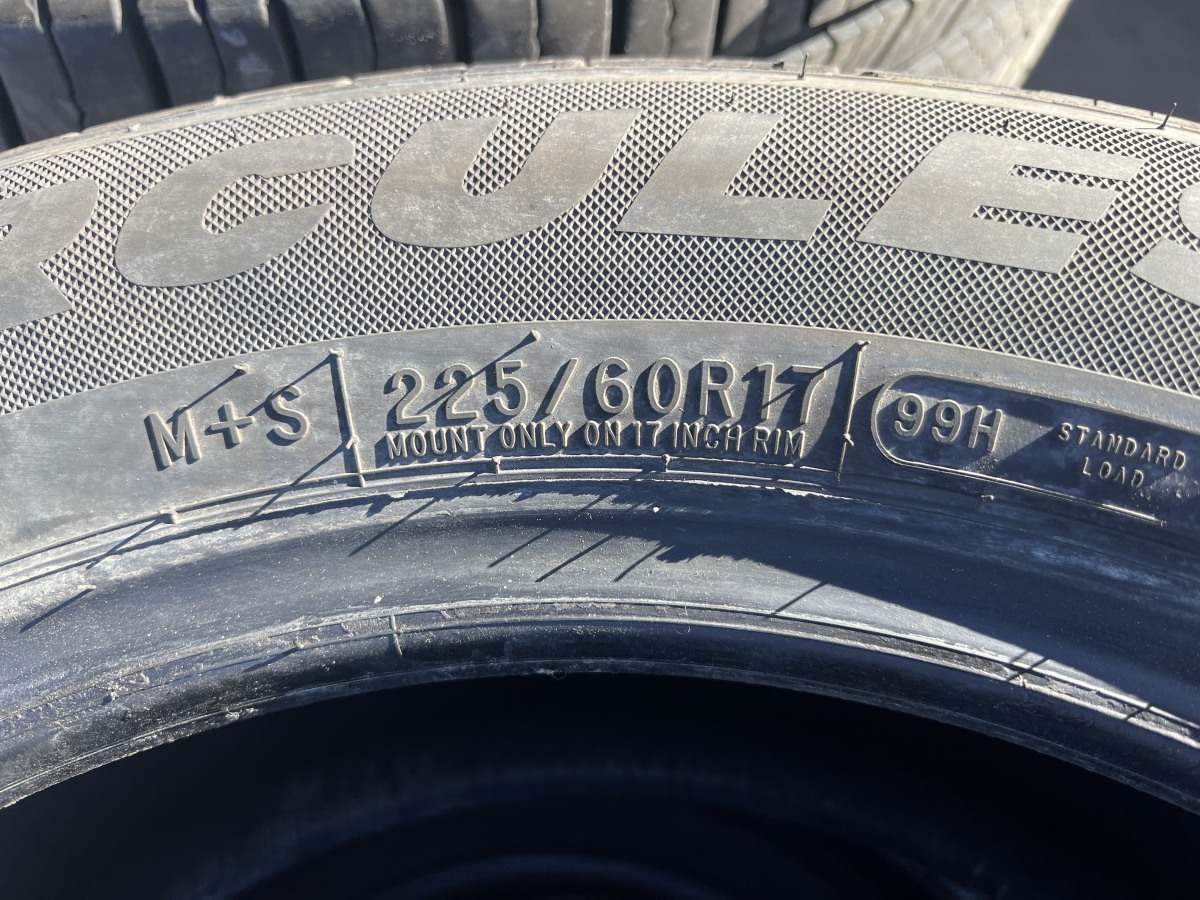 RCULES
M+S 225/60R17 99H STANDARD
MOUNT ONLY ON 17 INCH RIM LOAD